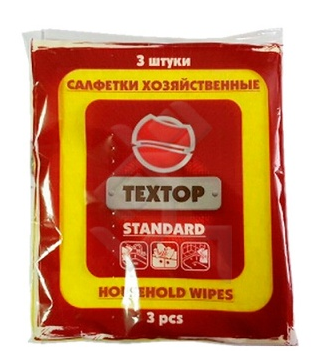 3 штуки
САЛФЕТКИ ХОЗЯЙСТВЕННЫЕ
TEXTOP
STANDARD
HOUSEHOLD WIPES
3 pcs